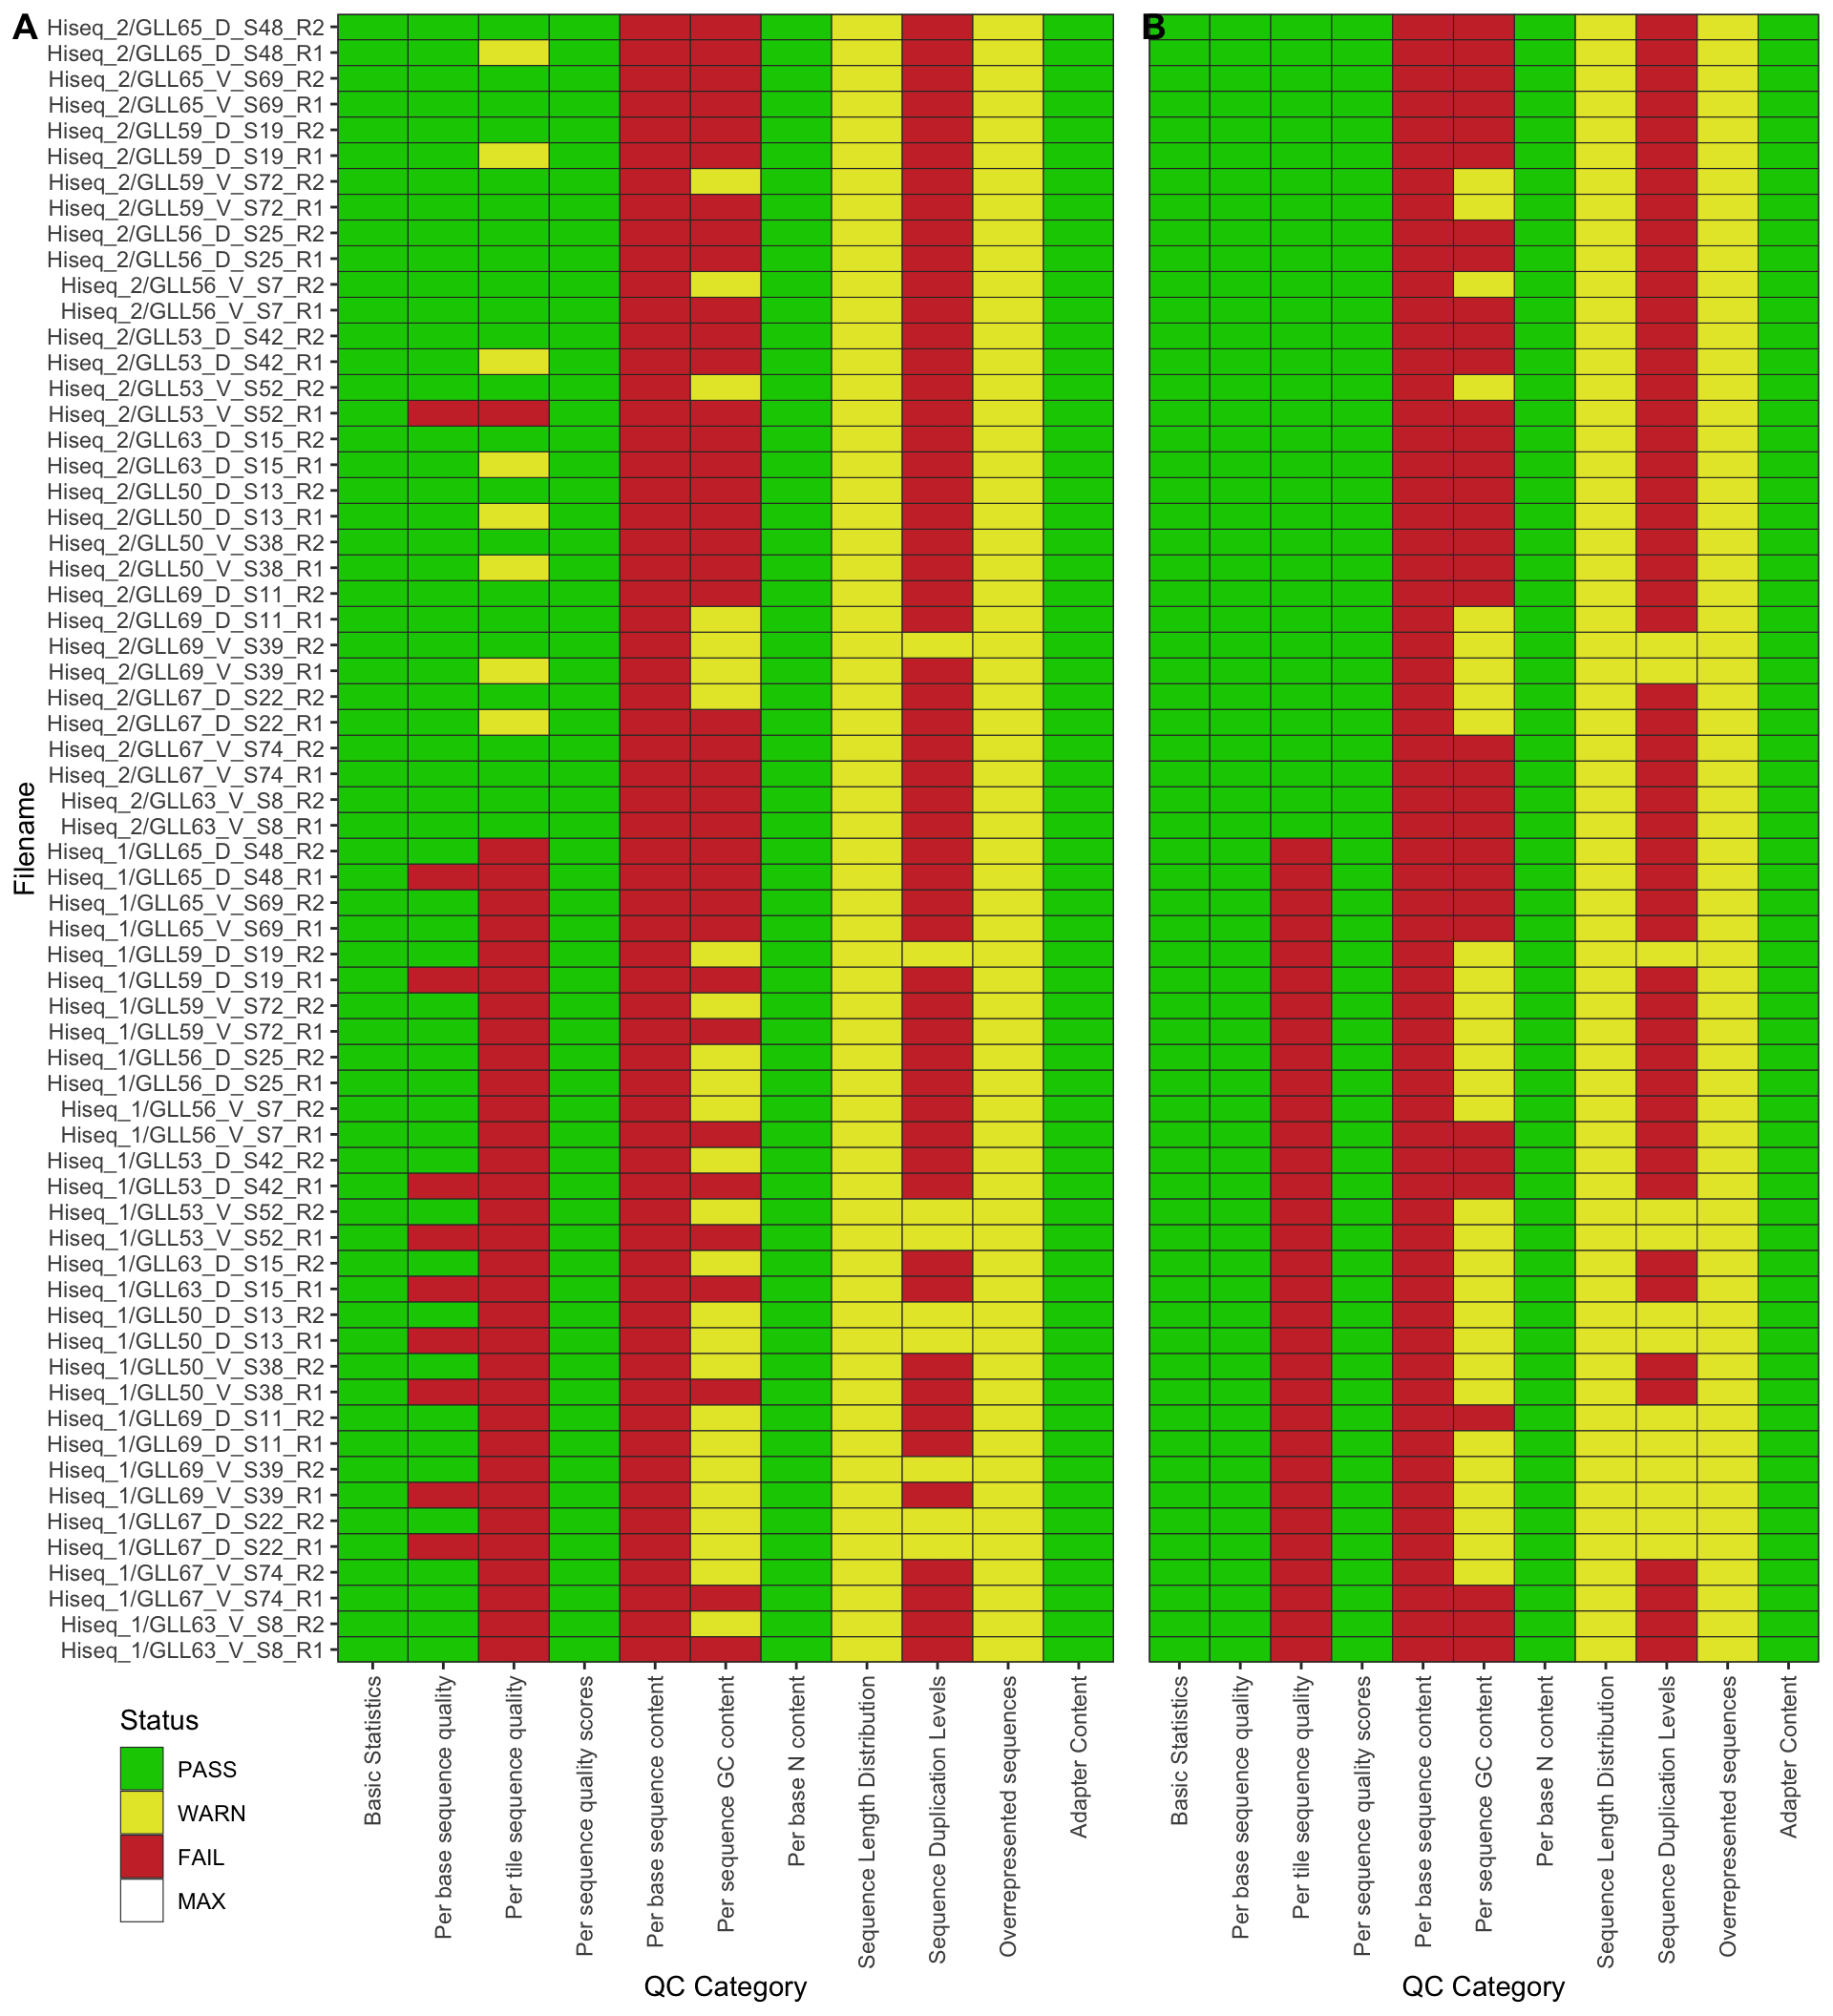 A
B
Filename
Hiseq_2/GLL65_D_S48_R2
Hiseq_2/GLL65_D_S48_R1
Hiseq_2/GLL65_V_S69_R2
Hiseq_2/GLL65_V_S69_R1
Hiseq_2/GLL59_D_S19_R2
Hiseq_2/GLL59_D_S19_R1
Hiseq_2/GLL59_V_S72_R2
Hiseq_2/GLL59_V_S72_R1
Hiseq_2/GLL56_D_S25_R2
Hiseq_2/GLL56_D_S25_R1
Hiseq_2/GLL56_V_S7_R2
Hiseq_2/GLL56_V_S7_R1
Hiseq_2/GLL53_D_S42_R2
Hiseq_2/GLL53_D_S42_R1
Hiseq_2/GLL53_V_S52_R2
Hiseq_2/GLL53_V_S52_R1
Hiseq_2/GLL63_D_S15_R2
Hiseq_2/GLL63_D_S15_R1
Hiseq_2/GLL50_D_S13_R2
Hiseq_2/GLL50_D_S13_R1
Hiseq_2/GLL50_V_S38_R2
Hiseq_2/GLL50_V_S38_R1
Hiseq_2/GLL69_D_S11_R2
Hiseq_2/GLL69_D_S11_R1
Hiseq_2/GLL69_V_S39_R2
Hiseq_2/GLL69_V_S39_R1
Hiseq_2/GLL67_D_S22_R2
Hiseq_2/GLL67_D_S22_R1
Hiseq_2/GLL67_V_S74_R2
Hiseq_2/GLL67_V_S74_R1
Hiseq_2/GLL63_V_S8_R2
Hiseq_2/GLL63_V_S8_R1
Hiseq_1/GLL65_D_S48_R2
Hiseq_1/GLL65_D_S48_R1
Hiseq_1/GLL65_V_S69_R2
Hiseq_1/GLL65_V_S69_R1
Hiseq_1/GLL59_D_S19_R2
Hiseq_1/GLL59_D_S19_R1
Hiseq_1/GLL59_V_S72_R2
Hiseq_1/GLL59_V_S72_R1
Hiseq_1/GLL56_D_S25_R2
Hiseq_1/GLL56_D_S25_R1
Hiseq_1/GLL56_V_S7_R2
Hiseq_1/GLL56_V_S7_R1
Hiseq_1/GLL53_D_S42_R2
Hiseq_1/GLL53_D_S42_R1
Hiseq_1/GLL53_V_S52_R2
Hiseq_1/GLL53_V_S52_R1
Hiseq_1/GLL63_D_S15_R2
Hiseq_1/GLL63_D_S15_R1
Hiseq_1/GLL50_D_S13_R2
Hiseq_1/GLL50_D_S13_R1
Hiseq_1/GLL50_V_S38_R2
Hiseq_1/GLL50_V_S38_R1
Hiseq_1/GLL69_D_S11_R2
Hiseq_1/GLL69_D_S11_R1
Hiseq_1/GLL69_V_S39_R2
Hiseq_1/GLL69_V_S39_R1
Hiseq_1/GLL67_D_S22_R2
Hiseq_1/GLL67_D_S22_R1
Hiseq_1/GLL67_V_S74_R2
Hiseq_1/GLL67_V_S74_R1
Hiseq_1/GLL63_V_S8_R2
Hiseq_1/GLL63_V_S8_R1
Basic Statistics
Per base sequence quality
Per tile sequence quality
Per sequence quality scores
Per base sequence content
Per sequence GC content
Per base N content
Sequence Length Distribution
Sequence Duplication Levels
Overrepresented sequences
Adapter Content
QC Category
Basic Statistics
Per base sequence quality
Per tile sequence quality
Per sequence quality scores
Per base sequence content
Per sequence GC content
Per base N content
Sequence Length Distribution
Sequence Duplication Levels
Overrepresented sequences
Adapter Content
QC Category
Status
PASS
WARN
FAIL
MAX